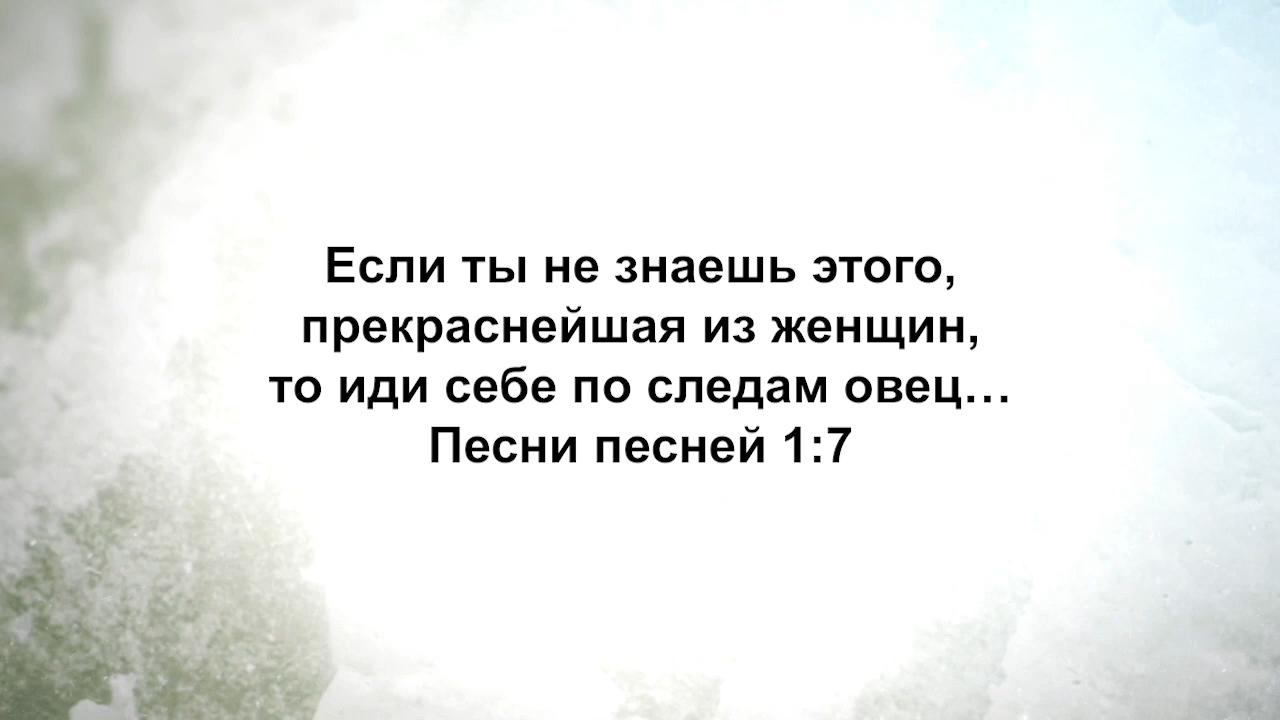 Если ты не знаешь этого,
прекраснейшая из женщин,
то иди себе по следам овец…
Песни песней 1:7